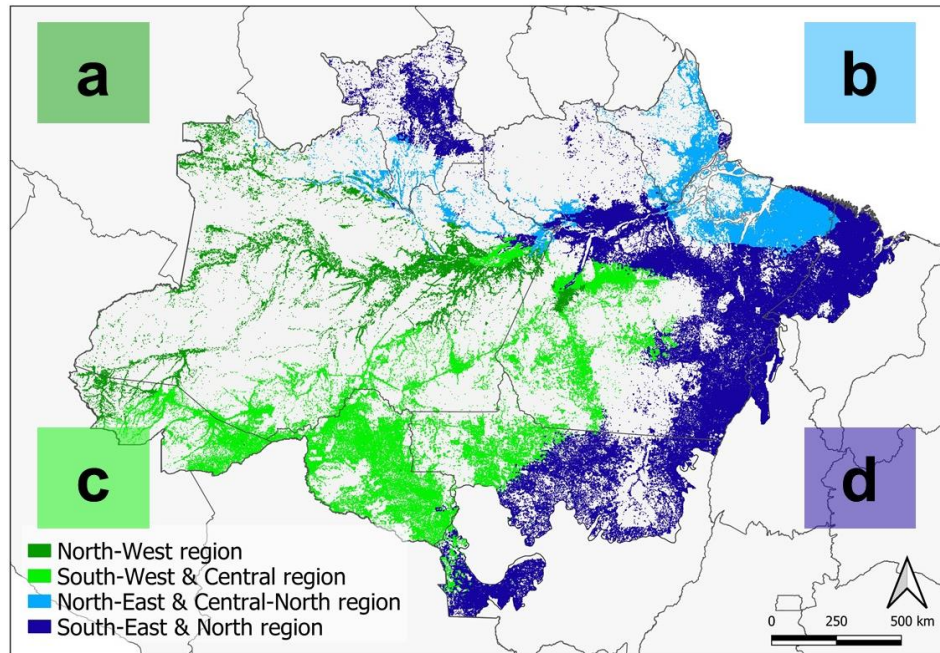 a
b
c
d
North-West region
South-West & Central region
North-East & Central-North region
South-East & North region
0 250 500 km